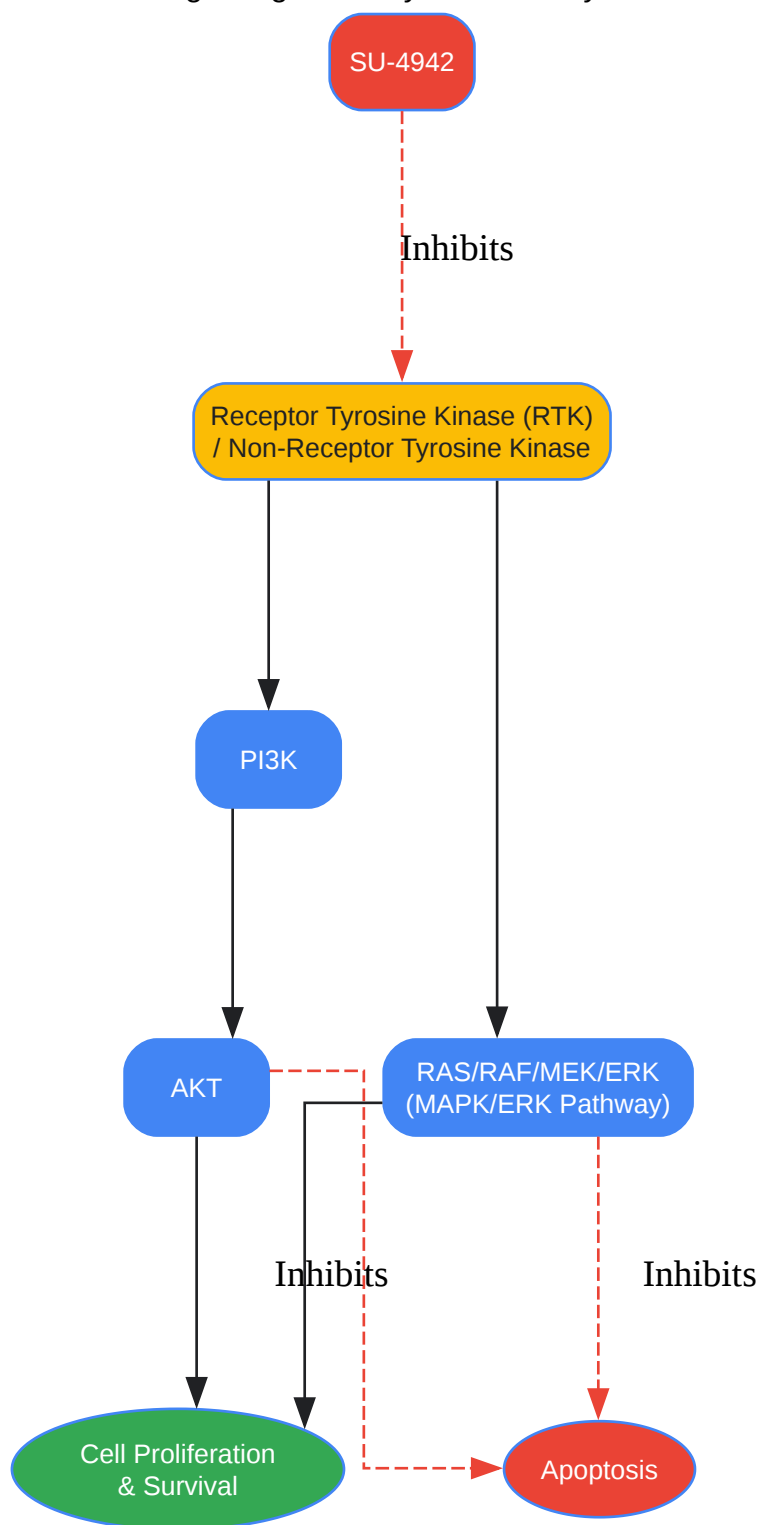 SU-4942
Inhibits
Receptor Tyrosine Kinase (RTK)
/ Non-Receptor Tyrosine Kinase
PI3K
AKT
RAS/RAF/MEK/ERK
(MAPK/ERK Pathway)
Inhibits
Inhibits
Cell Proliferation
& Survival
Apoptosis